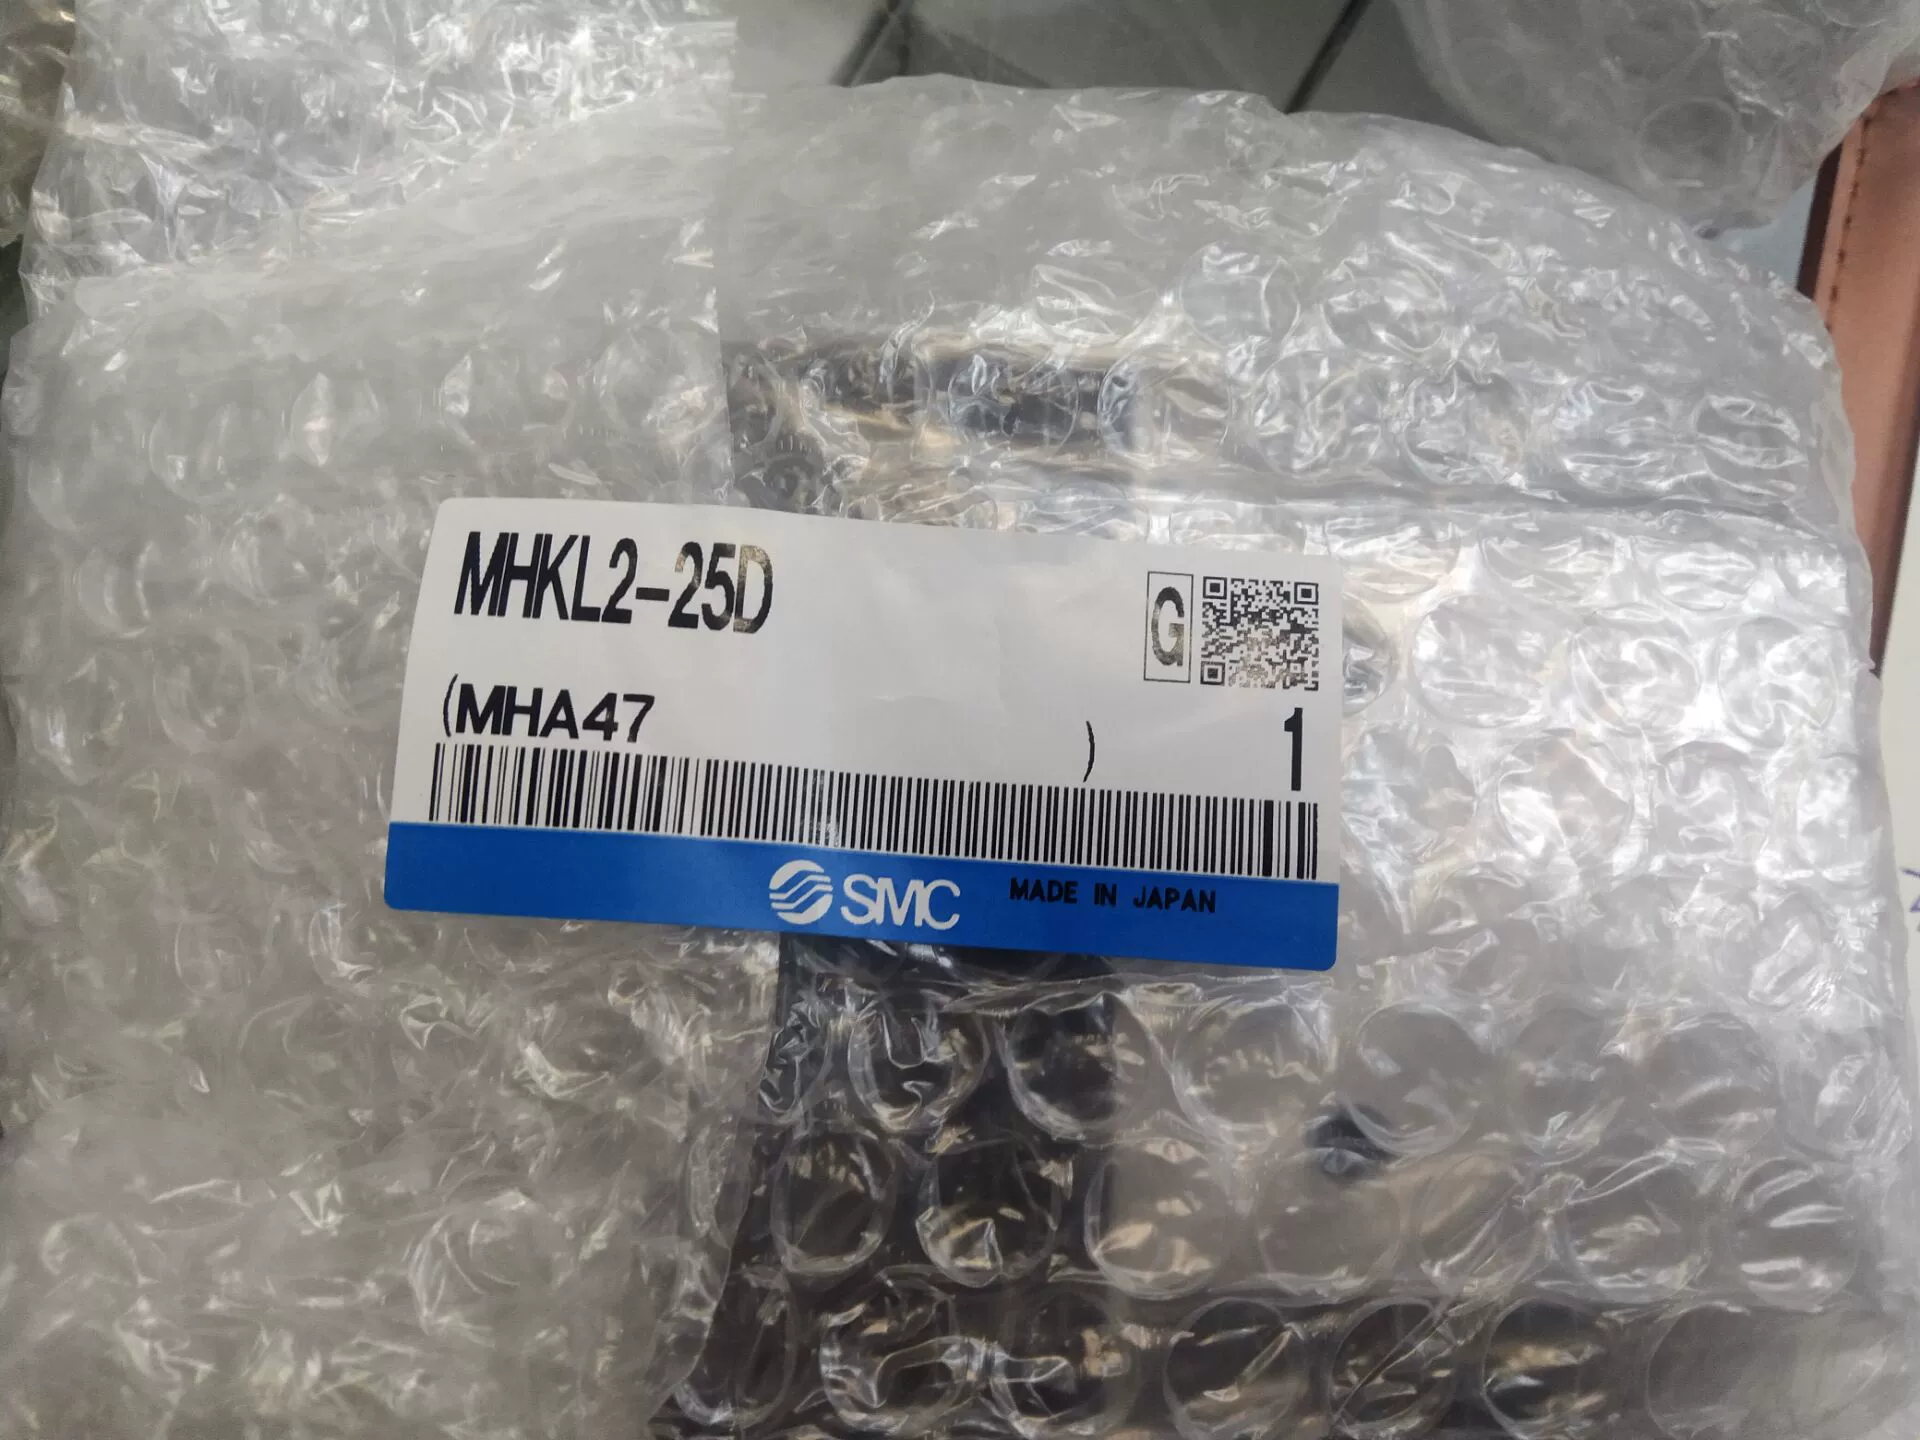 MHKL2-25D
G
(MHA47 )
1
SMC MADE IN JAPAN